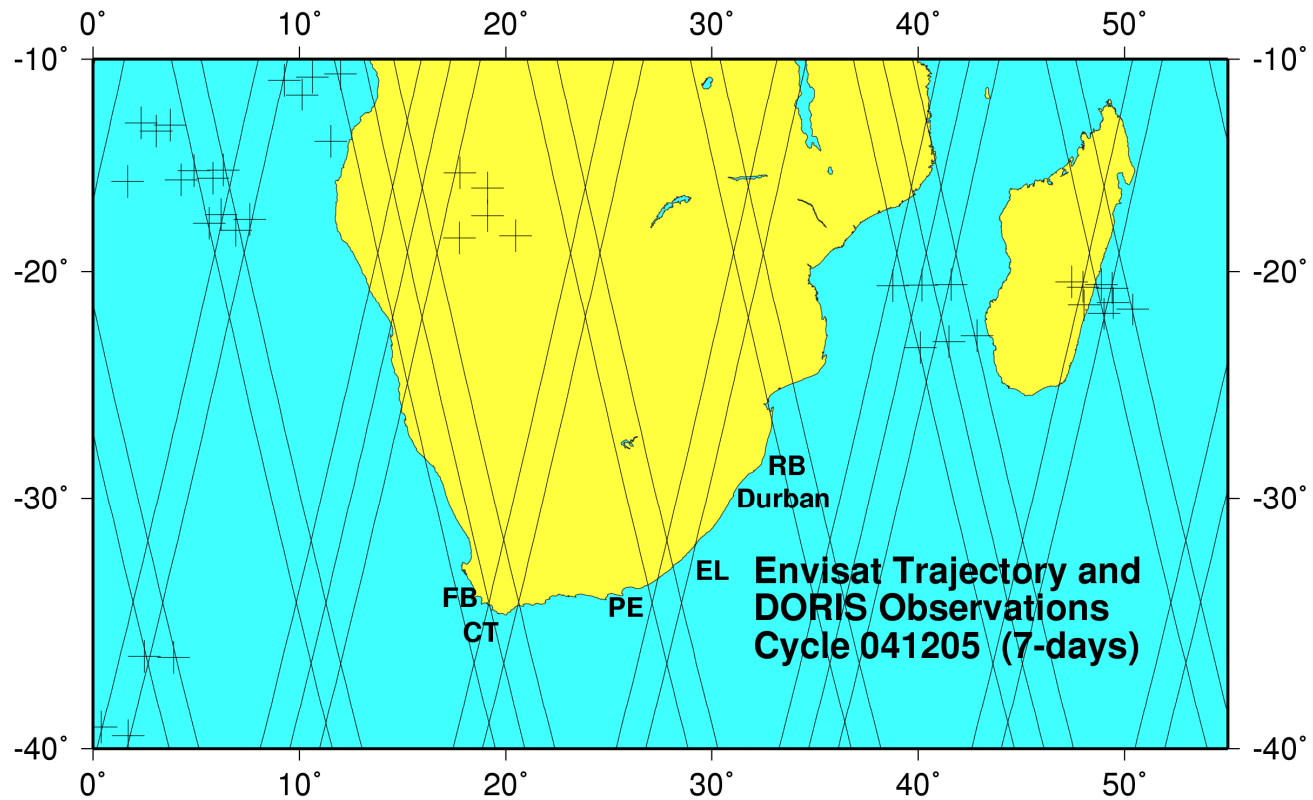 0° 10° 20° 30° 40° 50°
-10° -10°
-20° -20°
RB
-30° Durban -30°
EL Envisat Trajectory and
FB PE DORIS Observations
CT Cycle 041205 (7-days)
-40° -40°
0° 10° 20° 30° 40° 50°